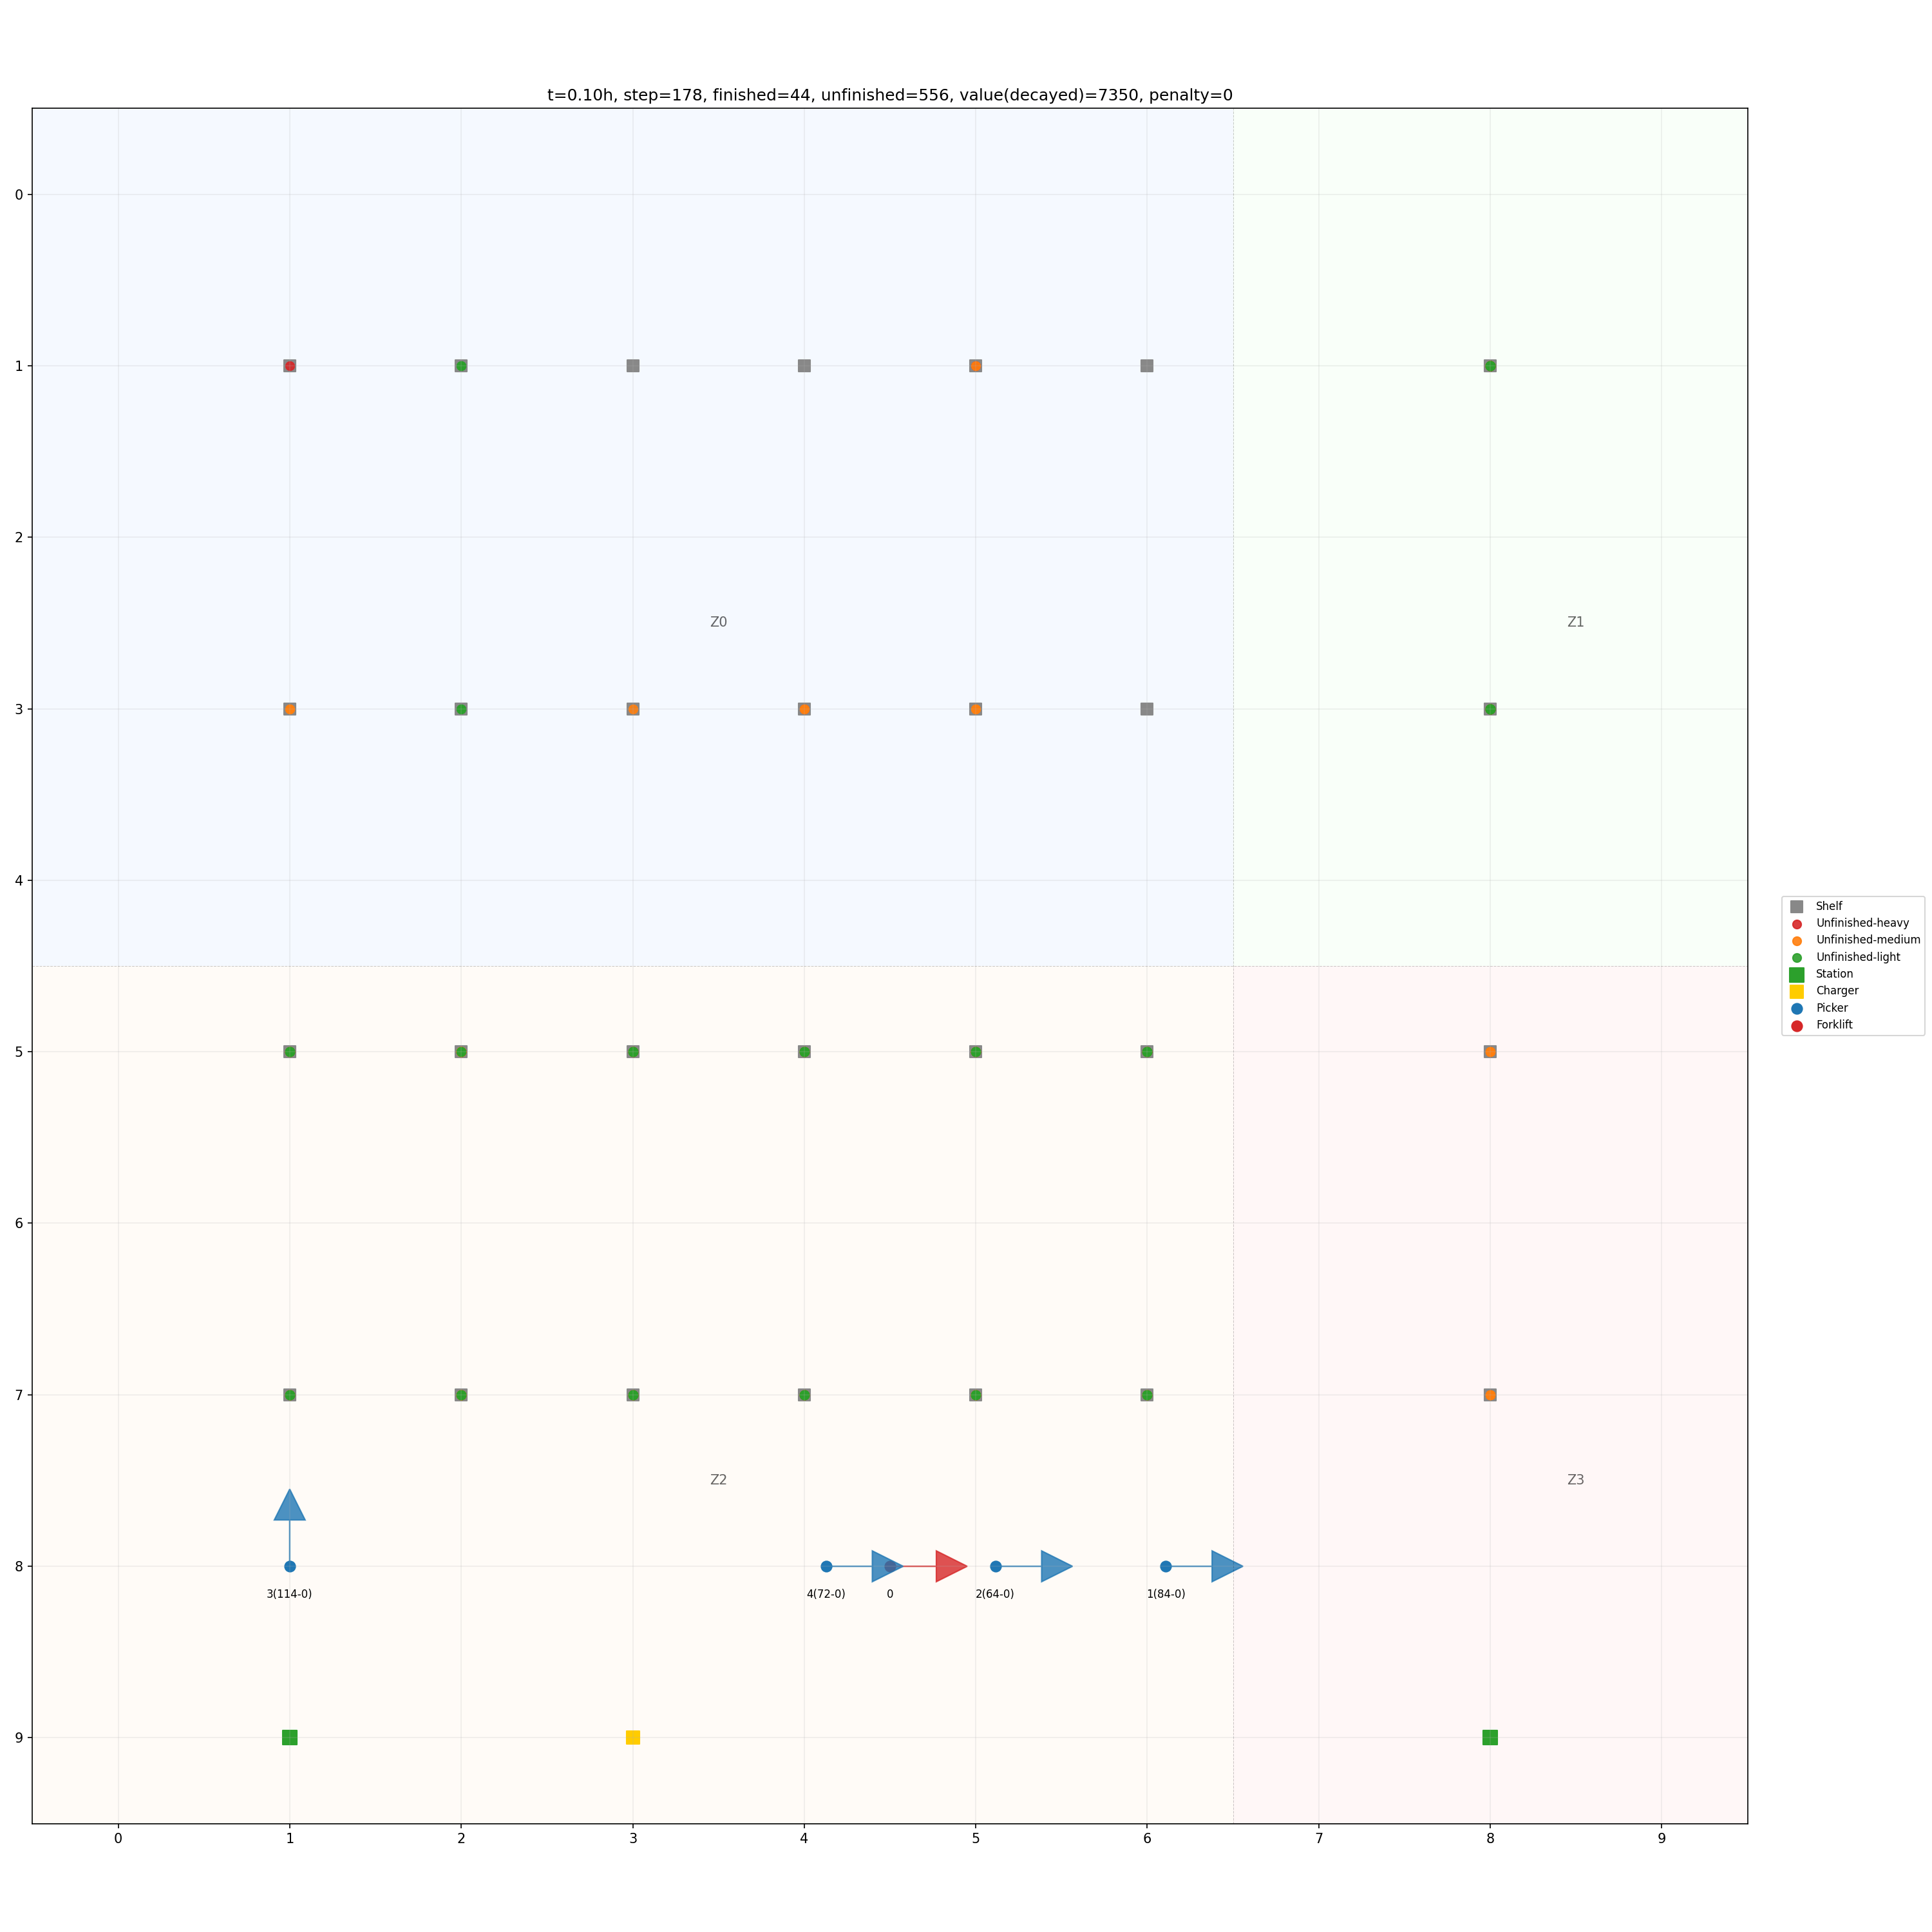 t=0.10h, step=178, finished=44, unfinished=556, value(decayed)=7350, penalty=0
0
1
2
Z0
Z1
3
4
Shelf
Unfinished-heavy
Unfinished-medium
Unfinished-light
Station
Charger
Picker
Forklift
5
6
7
Z2
Z3
8
3(114-0)
4(72-0)
0
2(64-0)
1(84-0)
9
0 1 2 3 4 5 6 7 8 9